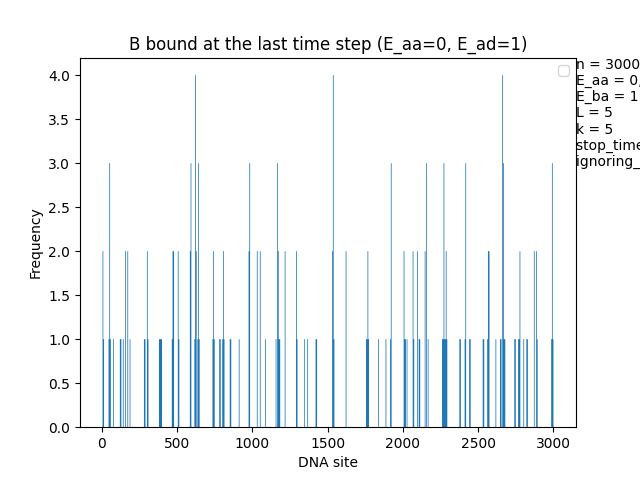 B bound at the last time step (E_aa=0, E_ad=1)
n = 3000
E_aa = 0,
E_ba = 1
L = 5
k = 5
stop_time
ignoring_
4.0
3.5
3.0
2.5
2.0
1.5
1.0
0.5
0.0
Frequency
0 500 1000 1500 2000 2500 3000
DNA site